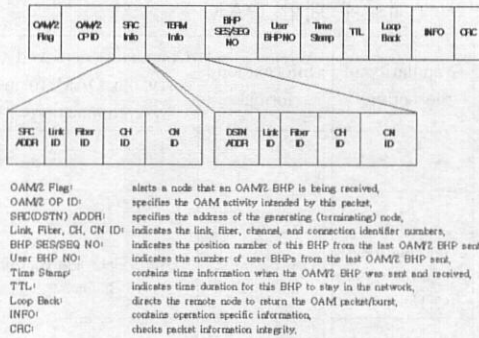 OAM/2 Flag
OAM/2 OP ID
SRC Info
TERM Info
BHP SES/SEQ NO
User BHP NO
Time Stamp
TTL
Loop Back
INFO
CRC
SRC ADDR
Link ID
Fiber ID
CH ID
CN ID
DSTN ADDR
Link ID
Fiber ID
CH ID
CN ID
OAM/2 Flag: alerts a node that an OAM/2 BHP is being received,
OAM/2 OP ID: specifies the OAM activity intended by this packet,
SRC(DSTN) ADDR: specifies the address of the generating (terminating) node,
Link, Fiber, CH, CN ID: indicates the link, fiber, channel, and connection identifier numbers,
BHP SES/SEQ NO: indicates the position number of this BHP from the last OAM/2 BHP sent
User BHP NO: indicates the number of user BHPs from the last OAM/2 BHP sent,
Time Stamp: contains time information when the OAM/2 BHP was sent and received,
TTL: indicates time duration for this BHP to stay in the network,
Loop Back: directs the remote node to return the OAM packet/burst,
INFO: contains operation specific information,
CRC: checks packet information integrity,